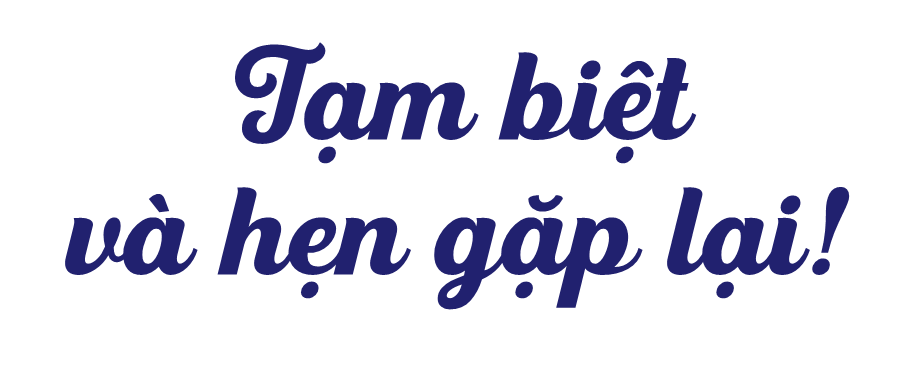 Tạm biệt
và hẹn gặp lại!